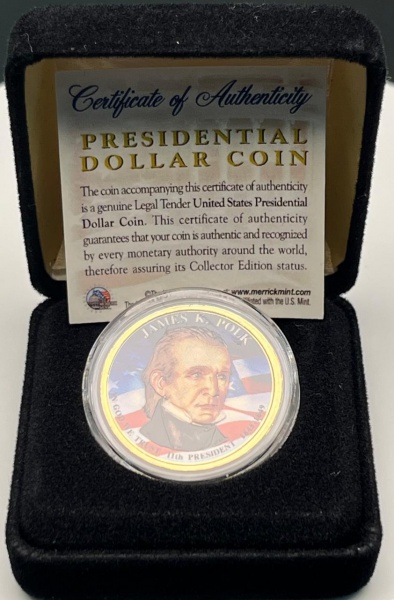 Certificate of Authenticity
PRESIDENTIAL
DOLLAR COIN
The coin accompanying this certificate of authenticity
is a genuine Legal Tender United States Presidential
Dollar Coin. This certificate of authenticity
guarantees that your coin is authentic and recognized
by every monetary authority around the world,
therefore assuring its Collector Edition status.
www.merrickmint.com
with the U.S. Mint.
JAMES K. POLK
11th PRESIDENT